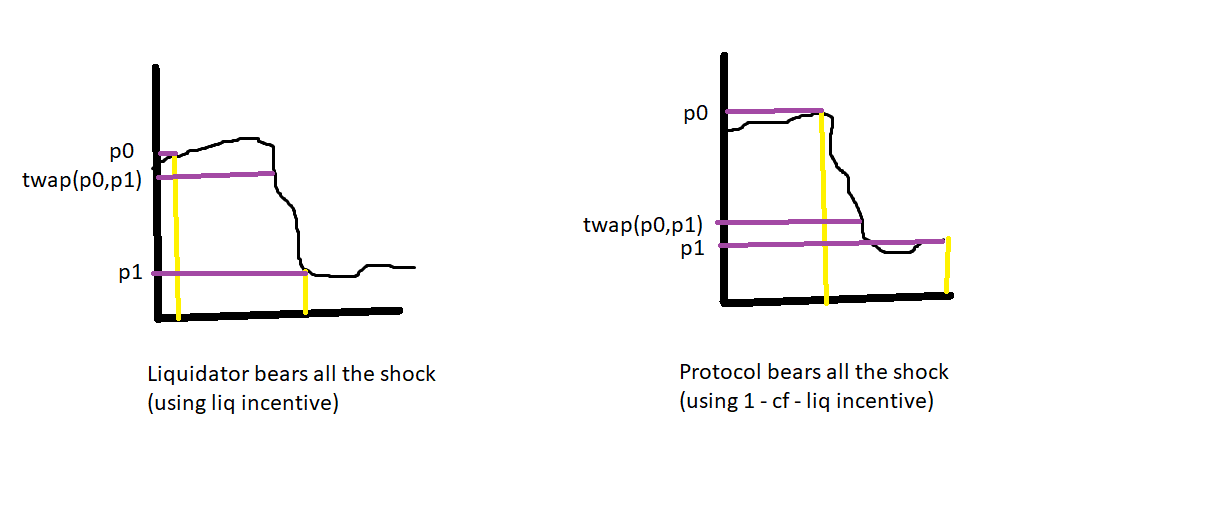 p0
twap(p0,p1)
p1
Liquidator bears all the shock
(using liq incentive)
p0
twap(p0,p1)
p1
Protocol bears all the shock
(using 1 - cf - liq incentive)